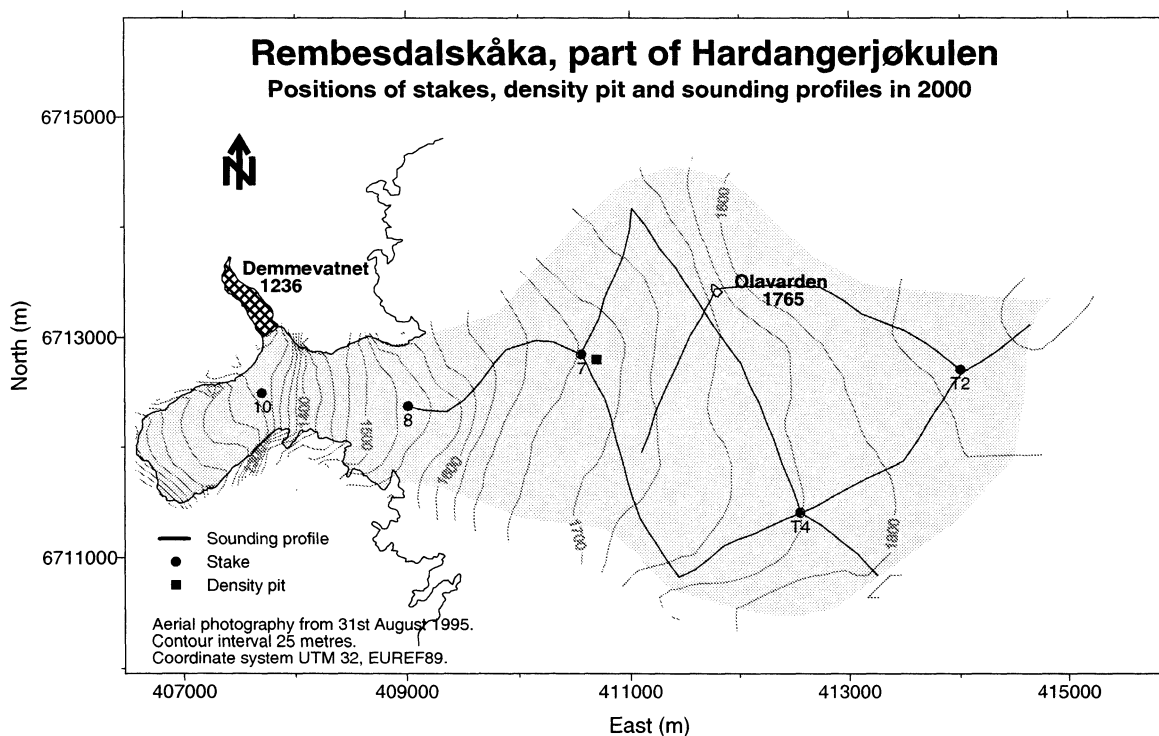 Rembesdalskåka, part of Hardangerjøkulen
Positions of stakes, density pit and sounding profiles in 2000
6715000
N
1800
Demmevatnet
1236
Olavarden
1765
6713000
North (m)
7
T2
10
8
1400
1500
1600
1700
T4
1800
6711000
Sounding profile
Stake
Density pit
Aerial photography from 31st August 1995.
Contour interval 25 metres.
Coordinate system UTM 32, EUREF89.
407000 409000 411000 413000 415000
East (m)